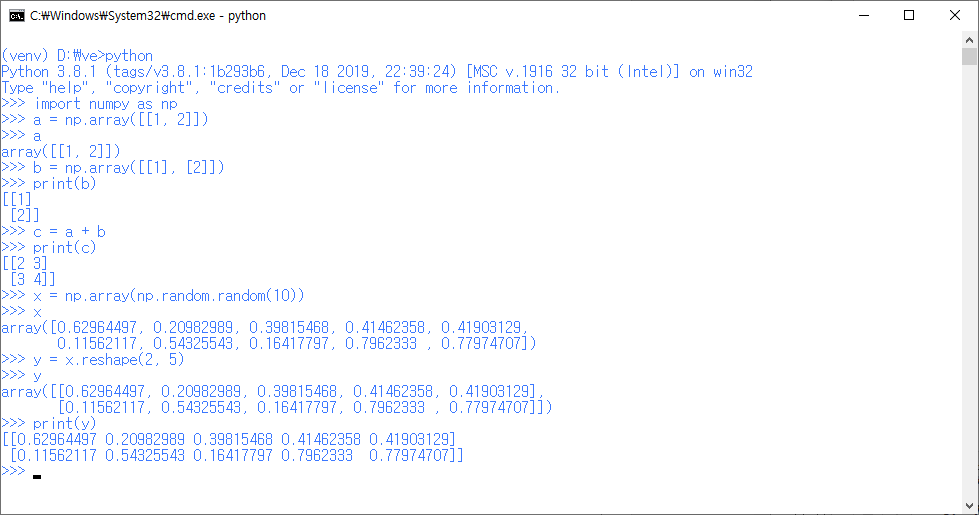 C:₩Windows₩System32₩cmd.exe - python
(venv) D:₩ve>python
Python 3.8.1 (tags/v3.8.1:1b293b6, Dec 18 2019, 22:39:24) [MSC v.1916 32 bit (Intel)] on win32
Type "help", "copyright", "credits" or "license" for more information.
>>> import numpy as np
>>> a = np.array([[1, 2]])
>>> a
array([[1, 2]])
>>> b = np.array([[1], [2]])
>>> print(b)
[[1]
 [2]]
>>> c = a + b
>>> print(c)
[[2 3]
 [3 4]]
>>> x = np.array(np.random.random(10))
>>> x
array([0.62964497, 0.20982989, 0.39815468, 0.41462358, 0.41903129,
       0.11562117, 0.54325543, 0.16417797, 0.7962333 , 0.77974707])
>>> y = x.reshape(2, 5)
>>> y
array([[0.62964497, 0.20982989, 0.39815468, 0.41462358, 0.41903129],
       [0.11562117, 0.54325543, 0.16417797, 0.7962333 , 0.77974707]])
>>> print(y)
[[0.62964497 0.20982989 0.39815468 0.41462358 0.41903129]
 [0.11562117 0.54325543 0.16417797 0.7962333  0.77974707]]
>>>